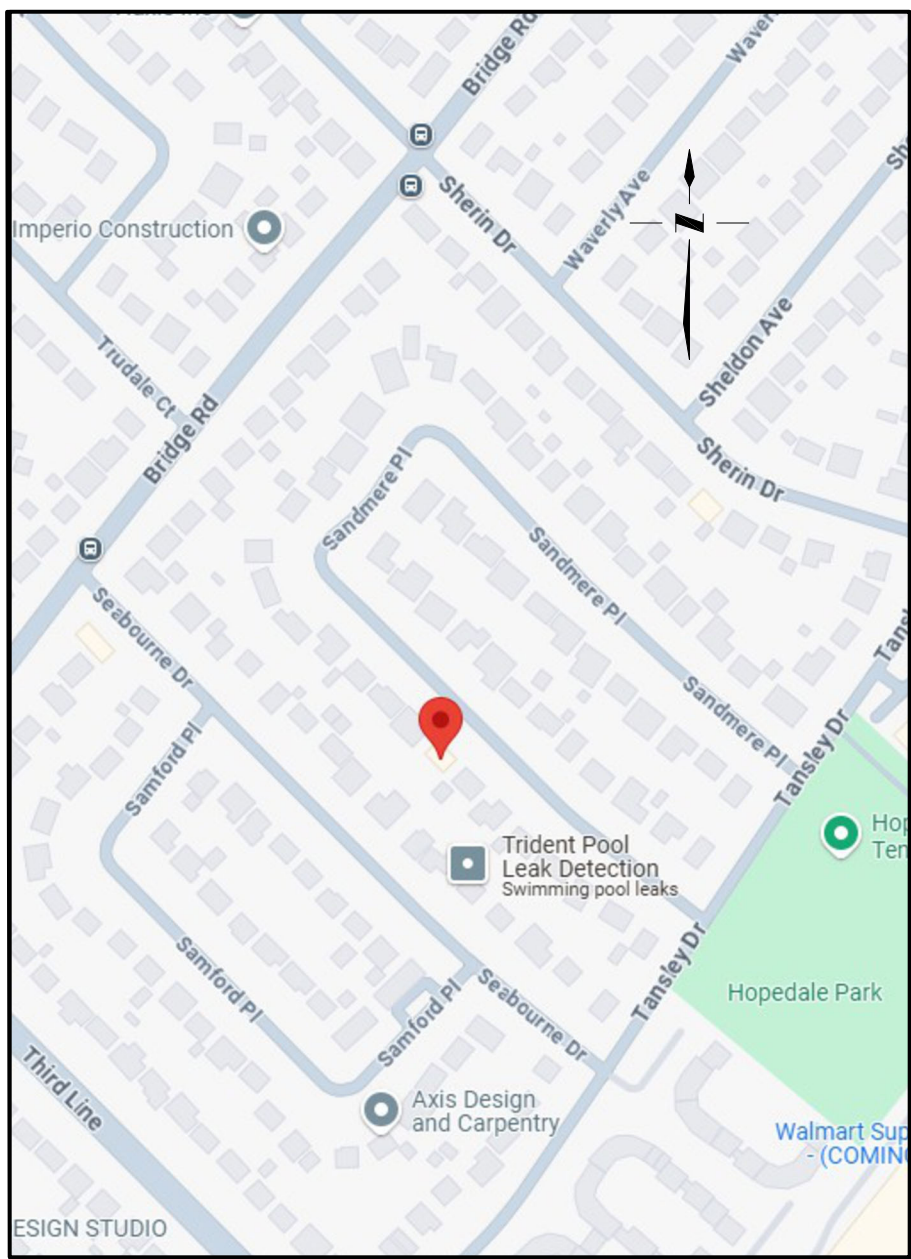 Bridge Rd
Waverly Ave
Sherin Dr
Imperio Construction
Trudale Ct
Bridge Rd
Sheldon Ave
Sherin Dr
Sandmere Pl
Sandmere Pl
Seabourne Dr
Sandmere Pl
Samford Pl
Tansley Dr
Trident Pool
Leak Detection
Swimming pool leaks
Tansley Dr
Hopedale Park
Samford Pl
Samford Pl
Seabourne Dr
Third Line
Axis Design
and Carpentry
Walmart Sup
- (COMING
ESIGN STUDIO